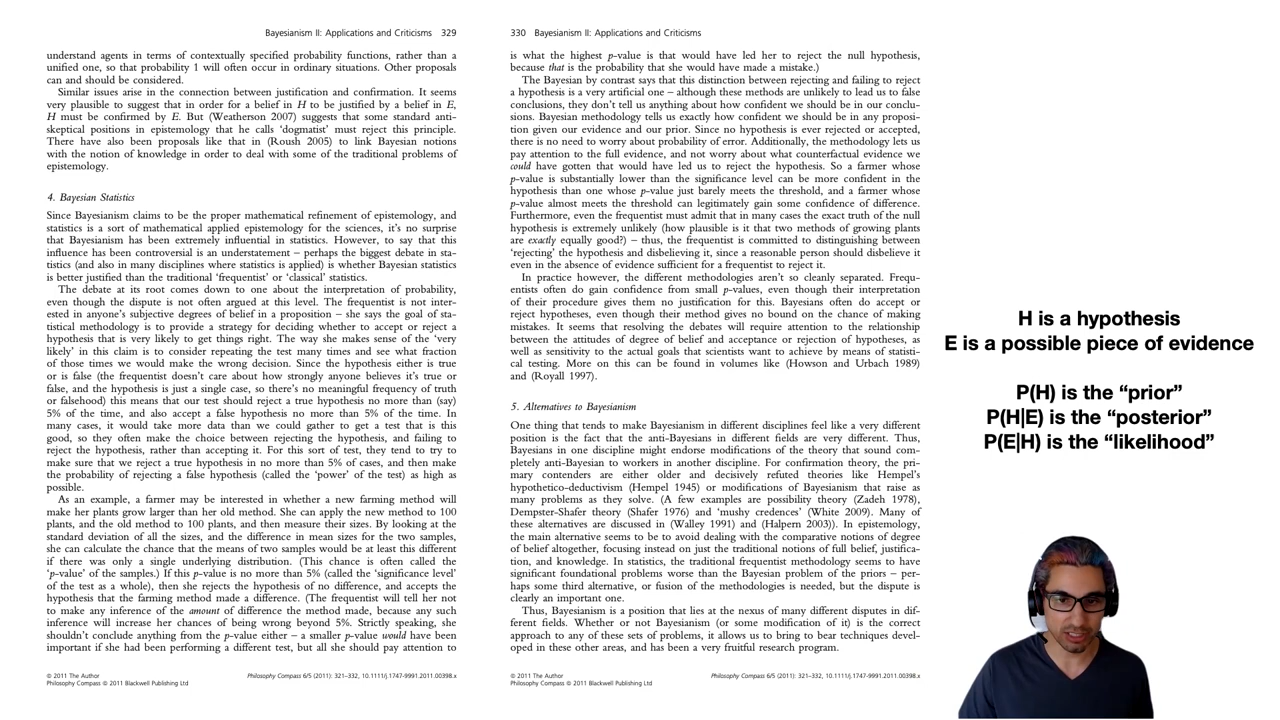 Bayesianism II: Applications and Criticisms 329
understand agents in terms of contextually specified probability functions, rather than a
unified one, so that probability 1 will often occur in ordinary situations. Other proposals
can and should be considered.
Similar issues arise in the connection between justification and confirmation. It seems
very plausible to suggest that in order for a belief in H to be justified by a belief in E,
H must be confirmed by E. But (Weatherson 2007) suggests that some standard anti-
skeptical positions in epistemology that he calls ‘dogmatist’ must reject this principle.
There have also been proposals like that in (Roush 2005) to link Bayesian notions
with the notion of knowledge in order to deal with some of the traditional problems of
epistemology.
4. Bayesian Statistics
Since Bayesianism claims to be the proper mathematical refinement of epistemology, and
statistics is a sort of mathematical applied epistemology for the sciences, it’s no surprise
that Bayesianism has been extremely influential in statistics. However, to say that this
influence has been controversial is an understatement – perhaps the biggest debate in sta-
tistics (and also in many disciplines where statistics is applied) is whether Bayesian statistics
is better justified than the traditional ‘frequentist’ or ‘classical’ statistics.
The debate at its root comes down to one about the interpretation of probability,
even though the dispute is not often argued at this level. The frequentist is not inter-
ested in anyone’s subjective degrees of belief in a proposition – she says the goal of sta-
tistical methodology is to provide a strategy for deciding whether to accept or reject a
hypothesis that is very likely to get things right. The way she makes sense of the ‘very
likely’ in this claim is to consider repeating the test many times and see what fraction
of those times we would make the wrong decision. Since the hypothesis either is true
or is false (the frequentist doesn’t care about how strongly anyone believes it’s true or
false, and the hypothesis is just a single case, so there’s no meaningful frequency of truth
or falsehood) this means that our test should reject a true hypothesis no more than (say)
5% of the time, and also accept a false hypothesis no more than 5% of the time. In
many cases, it would take more data than we could gather to get a test that is this
good, so they often make the choice between rejecting the hypothesis, and failing to
reject the hypothesis, rather than accepting it. For this sort of test, they tend to try to
make sure that we reject a true hypothesis in no more than 5% of cases, and then make
the probability of rejecting a false hypothesis (called the ‘power’ of the test) as high as
possible.
As an example, a farmer may be interested in whether a new farming method will
make her plants grow larger than her old method. She can apply the new method to 100
plants, and the old method to 100 plants, and then measure their sizes. By looking at the
standard deviation of all the sizes, and the difference in mean sizes for the two samples,
she can calculate the chance that the means of two samples would be at least this different
if there was only a single underlying distribution. (This chance is often called the
‘p-value’ of the samples.) If this p-value is no more than 5% (called the ‘significance level’
of the test as a whole), then she rejects the hypothesis of no difference, and accepts the
hypothesis that the farming method made a difference. (The frequentist will tell her not
to make any inference of the amount of difference the method made, because any such
inference will increase her chances of being wrong beyond 5%. Strictly speaking, she
shouldn’t conclude anything from the p-value either – a smaller p-value would have been
important if she had been performing a different test, but all she should pay attention to
© 2011 The Author
Philosophy Compass © 2011 Blackwell Publishing Ltd
Philosophy Compass 6/5 (2011): 321–332, 10.1111/j.1747-9991.2011.00398.x
330 Bayesianism II: Applications and Criticisms
is what the highest p-value is that would have led her to reject the null hypothesis,
because that is the probability that she would have made a mistake.)
The Bayesian by contrast says that this distinction between rejecting and failing to reject
a hypothesis is a very artificial one – although these methods are unlikely to lead us to false
conclusions, they don’t tell us anything about how confident we should be in our conclu-
sions. Bayesian methodology tells us exactly how confident we should be in any proposi-
tion given our evidence and our prior. Since no hypothesis is ever rejected or accepted,
there is no need to worry about probability of error. Additionally, the methodology lets us
pay attention to the full evidence, and not worry about what counterfactual evidence we
could have gotten that would have led us to reject the hypothesis. So a farmer whose
p-value is substantially lower than the significance level can be more confident in the
hypothesis than one whose p-value just barely meets the threshold, and a farmer whose
p-value almost meets the threshold can legitimately gain some confidence of difference.
Furthermore, even the frequentist must admit that in many cases the exact truth of the null
hypothesis is extremely unlikely (how plausible is it that two methods of growing plants
are exactly equally good?) – thus, the frequentist is committed to distinguishing between
‘rejecting’ the hypothesis and disbelieving it, since a reasonable person should disbelieve it
even in the absence of evidence sufficient for a frequentist to reject it.
In practice however, the different methodologies aren’t so cleanly separated. Frequ-
entists often do gain confidence from small p-values, even though their interpretation
of their procedure gives them no justification for this. Bayesians often do accept or
reject hypotheses, even though their method gives no bound on the chance of making
mistakes. It seems that resolving the debates will require attention to the relationship
between the attitudes of degree of belief and acceptance or rejection of hypotheses, as
well as sensitivity to the actual goals that scientists want to achieve by means of statisti-
cal testing. More on this can be found in volumes like (Howson and Urbach 1989)
and (Royall 1997).
5. Alternatives to Bayesianism
One thing that tends to make Bayesianism in different disciplines feel like a very different
position is the fact that the anti-Bayesians in different fields are very different. Thus,
Bayesians in one discipline might endorse modifications of the theory that sound com-
pletely anti-Bayesian to workers in another discipline. For confirmation theory, the pri-
mary contenders are either older and decisively refuted theories like Hempel’s
hypothetico-deductivism (Hempel 1945) or modifications of Bayesianism that raise as
many problems as they solve. (A few examples are possibility theory (Zadeh 1978),
Dempster-Shafer theory (Shafer 1976) and ‘mushy credences’ (White 2009). Many of
these alternatives are discussed in (Walley 1991) and (Halpern 2003)). In epistemology,
the main alternative seems to be to avoid dealing with the comparative notions of degree
of belief altogether, focusing instead on just the traditional notions of full belief, justifica-
tion, and knowledge. In statistics, the traditional frequentist methodology seems to have
significant foundational problems worse than the Bayesian problem of the priors – per-
haps some third alternative, or fusion of the methodologies is needed, but the dispute is
clearly an important one.
Thus, Bayesianism is a position that lies at the nexus of many different disputes in dif-
ferent fields. Whether or not Bayesianism (or some modification of it) is the correct
approach to any of these sets of problems, it allows us to bring to bear techniques devel-
oped in these other areas, and has been a very fruitful research program.
© 2011 The Author
Philosophy Compass © 2011 Blackwell Publishing Ltd
Philosophy Compass 6/5 (2011): 321–332, 10.1111/j.1747-9991.2011.00398.x
H is a hypothesis
E is a possible piece of evidence
P(H) is the “prior”
P(H|E) is the “posterior”
P(E|H) is the “likelihood”